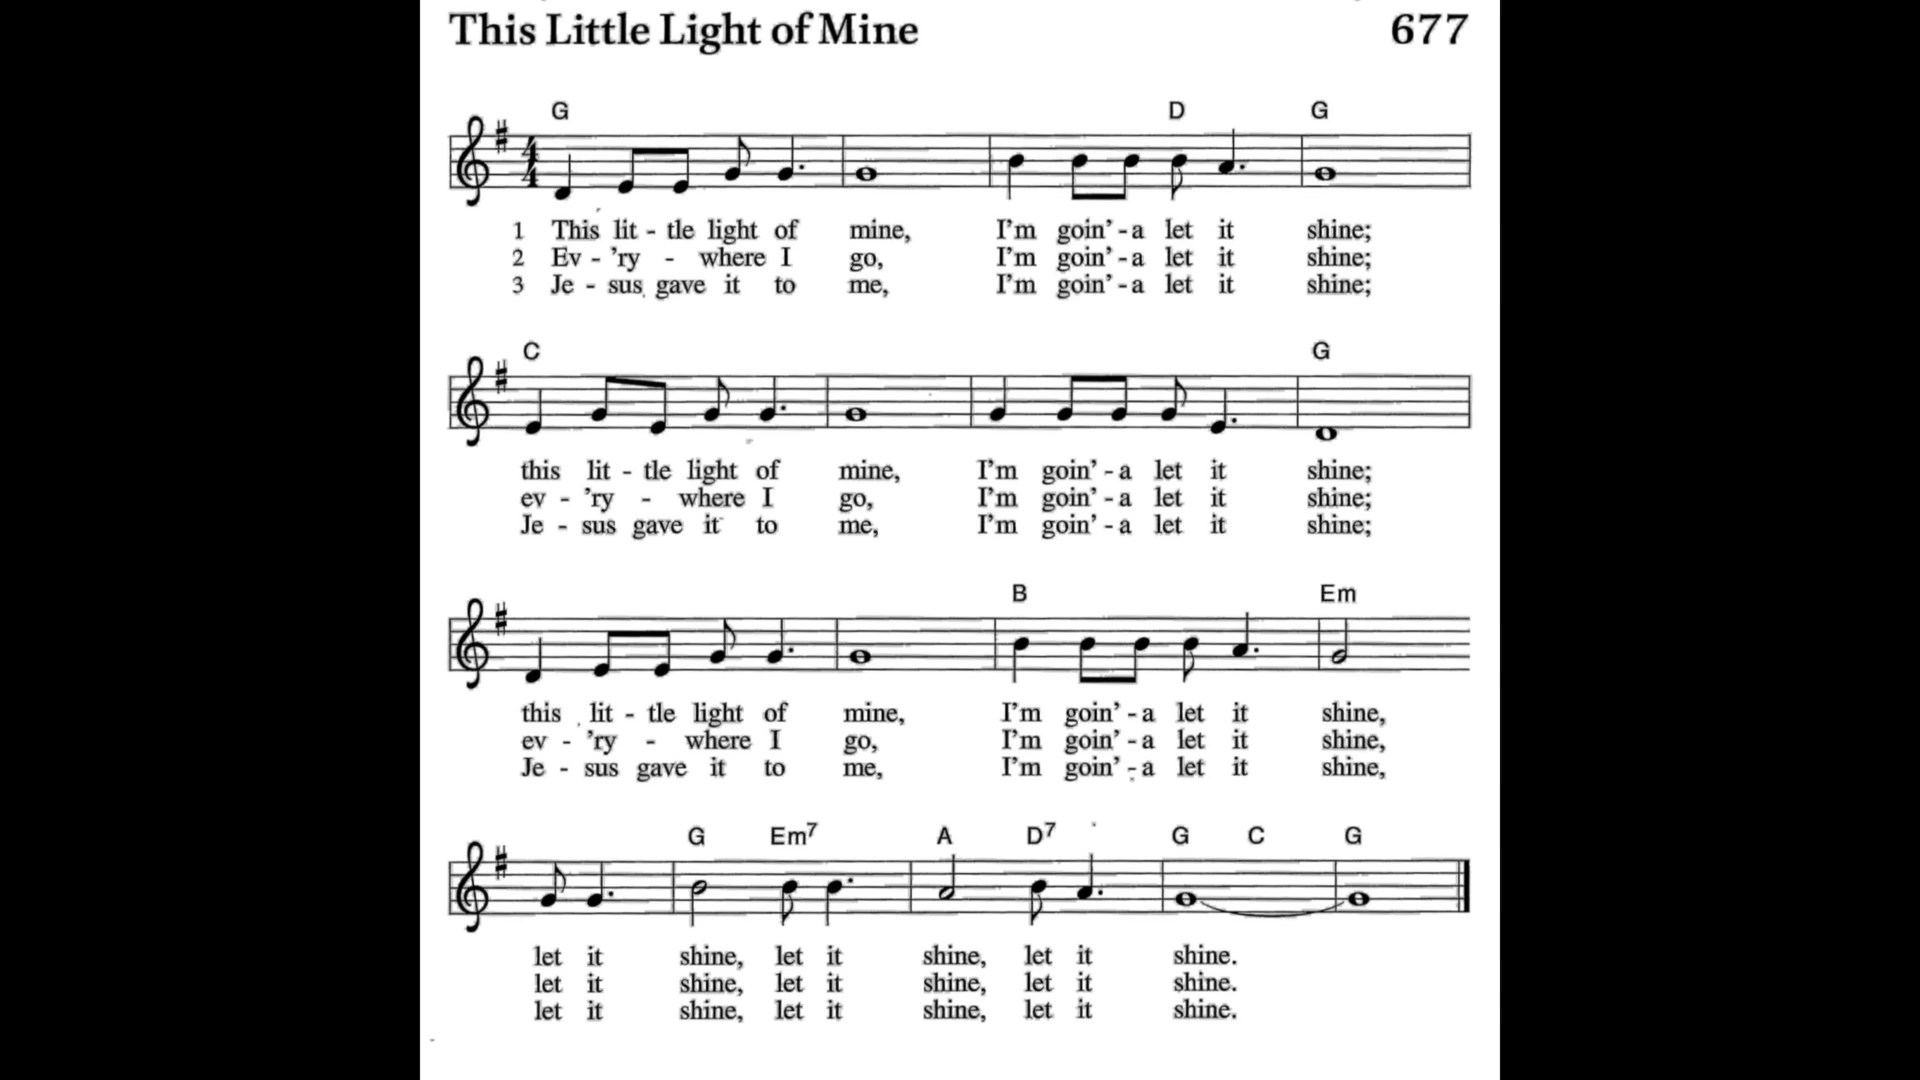 This Little Light of Mine 677
G D G
4
4
1 This lit - tle light of mine, I'm goin' - a let it shine;
2 Ev - 'ry - where I go, I'm goin' - a let it shine;
3 Je - sus gave it to me, I'm goin' - a let it shine;
C G
this lit - tle light of mine, I'm goin' - a let it shine;
ev - 'ry - where I go, I'm goin' - a let it shine;
Je - sus gave it to me, I'm goin' - a let it shine;
B Em
this lit - tle light of mine, I'm goin' - a let it shine,
ev - 'ry - where I go, I'm goin' - a let it shine,
Je - sus gave it to me, I'm goin' - a let it shine,
G Em7 A D7 G C G
let it shine, let it shine, let it shine.
let it shine, let it shine, let it shine.
let it shine, let it shine, let it shine.